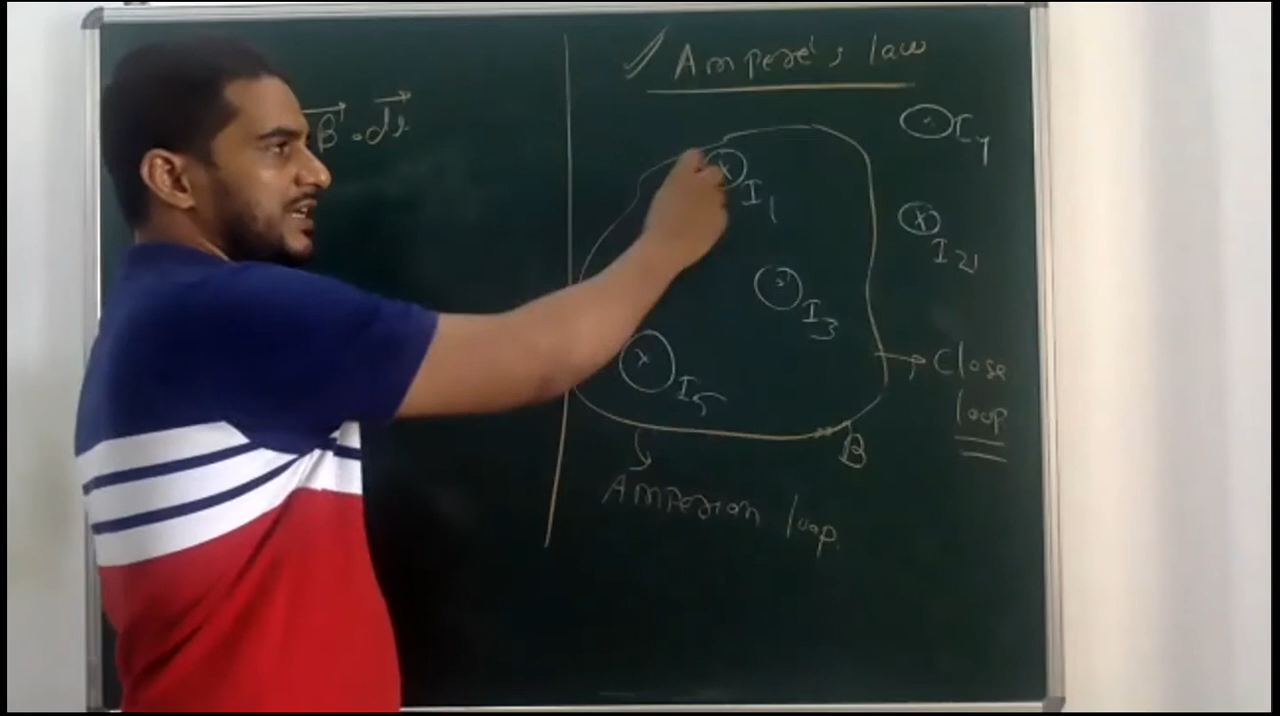 ✓ Ampere's law
B⃗ . dl⃗
I4
x I1
x I2
I3
x I5
→ Close
loop
B
Amperian loop.